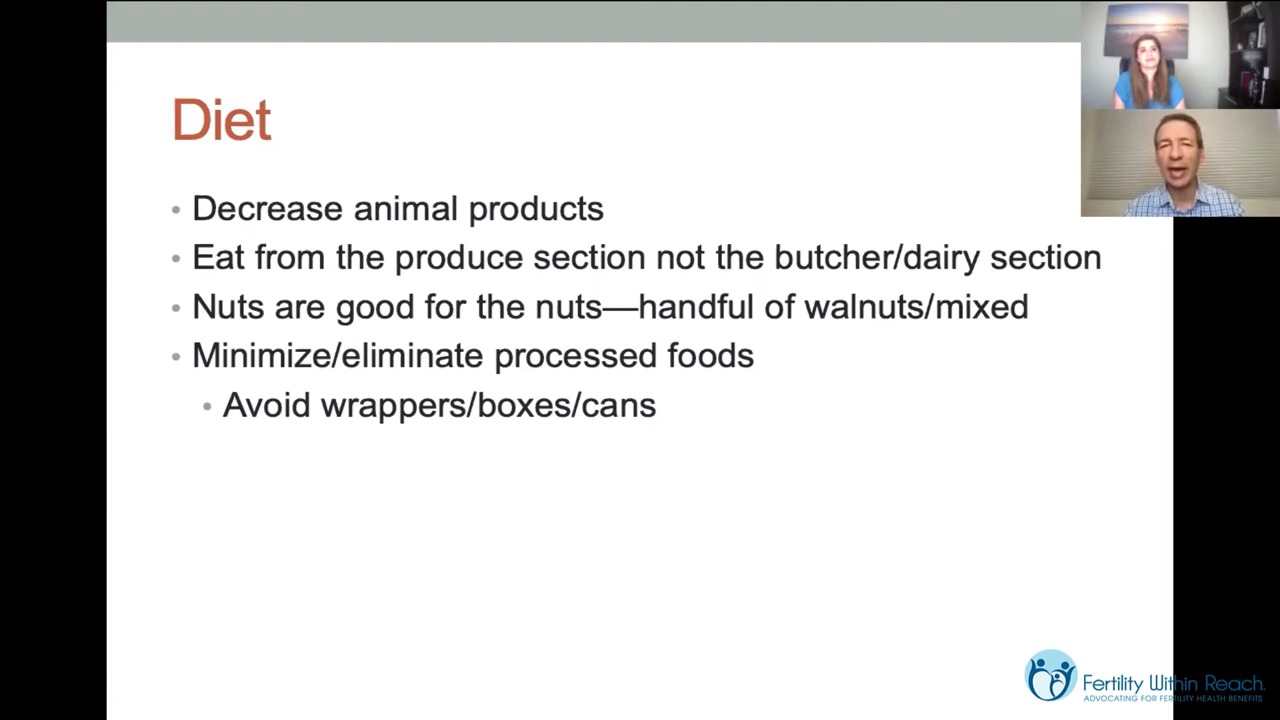 Diet
• Decrease animal products
• Eat from the produce section not the butcher/dairy section
• Nuts are good for the nuts—handful of walnuts/mixed
• Minimize/eliminate processed foods
• Avoid wrappers/boxes/cans
Fertility Within Reach.
ADVOCATING FOR FERTILITY HEALTH BENEFITS